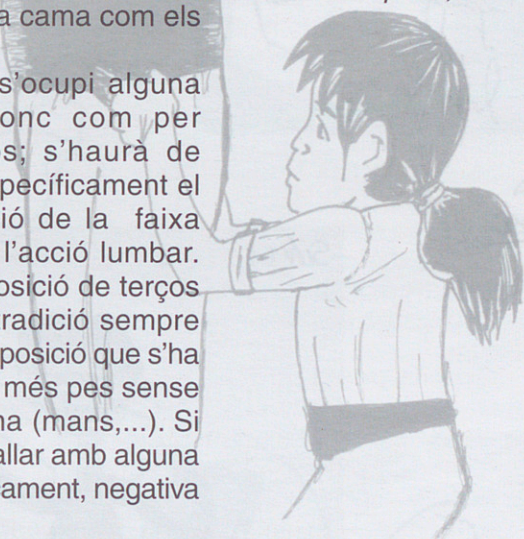 a cama com els
s'ocupi alguna
onc com per
s; s'haurà de
pecíficament el
ió de la faixa
l'acció lumbar.
osició de terços
radició sempre
posició que s'ha
més pes sense
na (mans,...). Si
allar amb alguna
ament, negativa